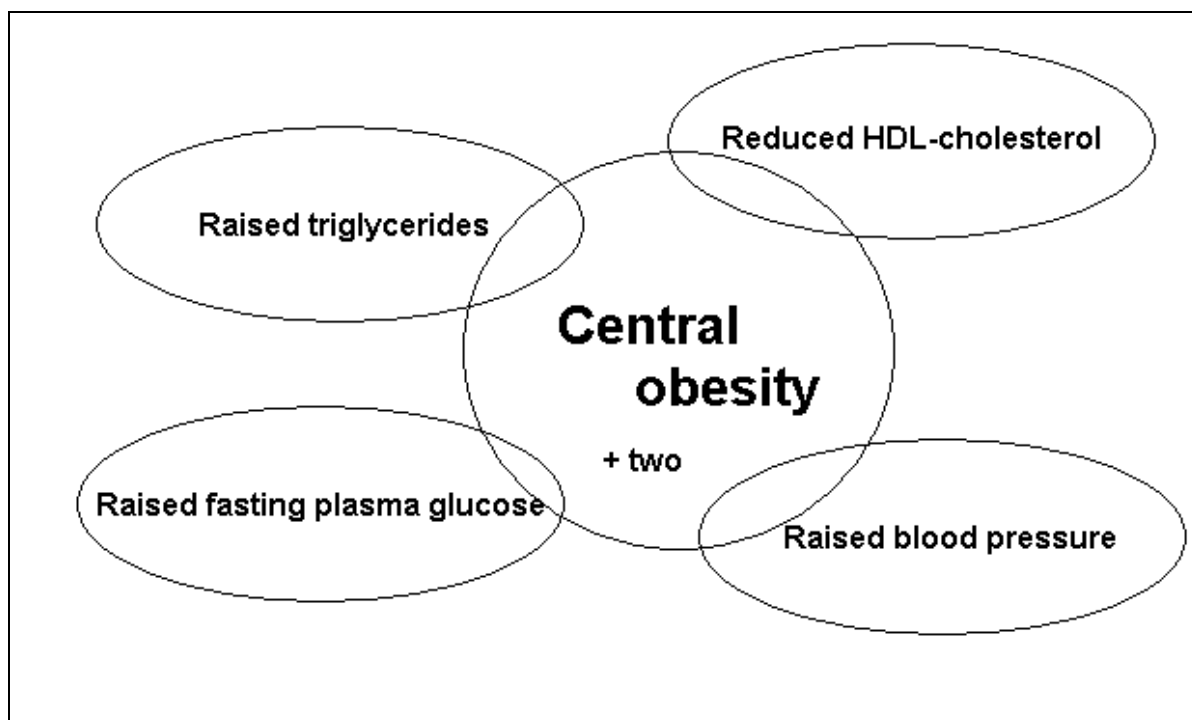 Reduced HDL-cholesterol
Raised triglycerides
Central
obesity
+ two
Raised fasting plasma glucose
Raised blood pressure